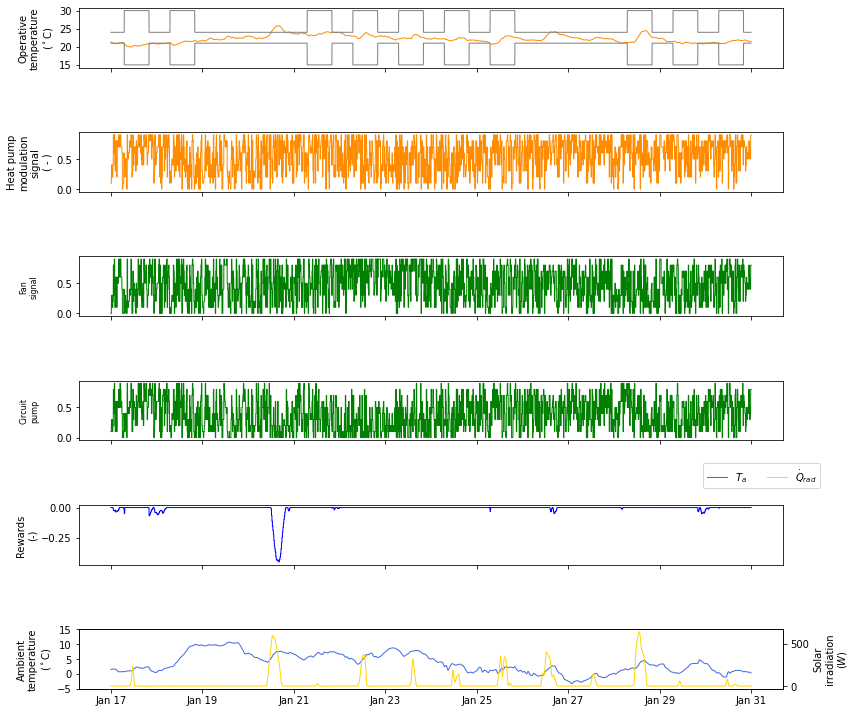 Operative
temperature
(°C)
30
25
20
15
Heat pump
modulation
signal
( - )
0.5
0.0
Fan
signal
0.5
0.0
Circuit
pump
0.5
0.0
T_a
Q̇_rad
Rewards
(-)
0.00
−0.25
Ambient
temperature
(°C)
15
10
5
0
−5
500
0
Solar
irradiation
(W)
Jan 17 Jan 19 Jan 21 Jan 23 Jan 25 Jan 27 Jan 29 Jan 31